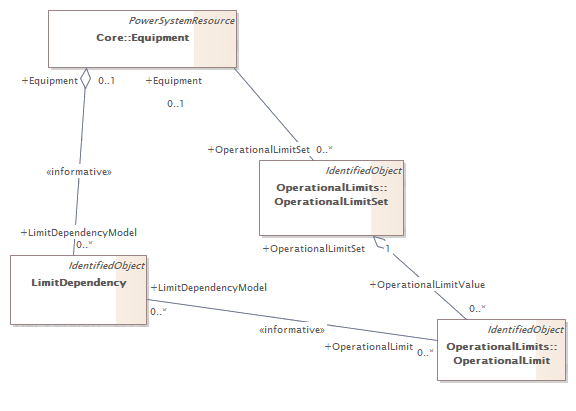 PowerSystemResource
Core::Equipment
+Equipment 0..1 +Equipment
0..1
+OperationalLimitSet 0..*
IdentifiedObject
OperationalLimits::
OperationalLimitSet
«informative»
+LimitDependencyModel
0..*
+OperationalLimitSet 1
IdentifiedObject
LimitDependency
+LimitDependencyModel
0..*
+OperationalLimitValue
0..*
«informative»
+OperationalLimit 0..*
IdentifiedObject
OperationalLimits::
OperationalLimit